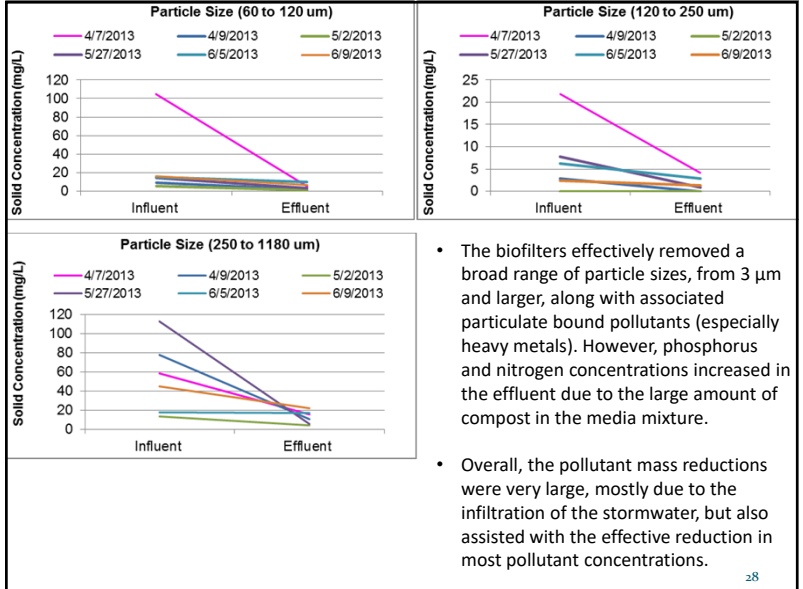 Particle Size (60 to 120 um)
4/7/2013 4/9/2013 5/2/2013
5/27/2013 6/5/2013 6/9/2013
Solid Concentration (mg/L)
120
100
80
60
40
20
0
Influent Effluent
Particle Size (120 to 250 um)
4/7/2013 4/9/2013 5/2/2013
5/27/2013 6/5/2013 6/9/2013
Solid Concentration (mg/L)
25
20
15
10
5
0
Influent Effluent
Particle Size (250 to 1180 um)
4/7/2013 4/9/2013 5/2/2013
5/27/2013 6/5/2013 6/9/2013
Solid Concentration (mg/L)
120
100
80
60
40
20
0
Influent Effluent
• The biofilters effectively removed a
broad range of particle sizes, from 3 µm
and larger, along with associated
particulate bound pollutants (especially
heavy metals). However, phosphorus
and nitrogen concentrations increased in
the effluent due to the large amount of
compost in the media mixture.
• Overall, the pollutant mass reductions
were very large, mostly due to the
infiltration of the stormwater, but also
assisted with the effective reduction in
most pollutant concentrations.
28